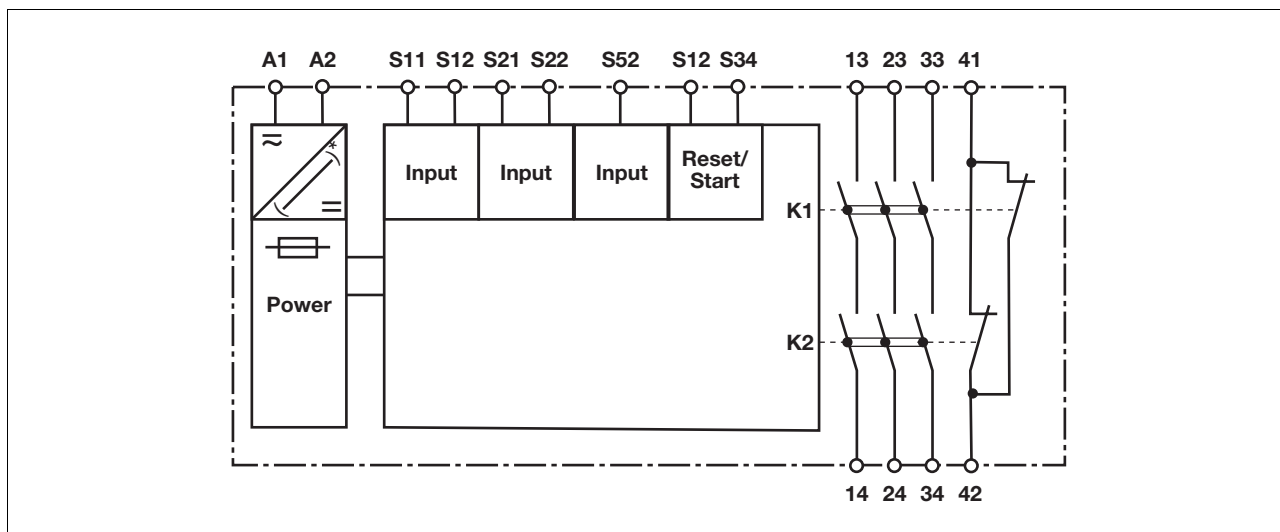 A1 A2 S11 S12 S21 S22 S52 S12 S34 13 23 33 41
Input Input Input Reset/
Start
K1
Power
K2
14 24 34 42